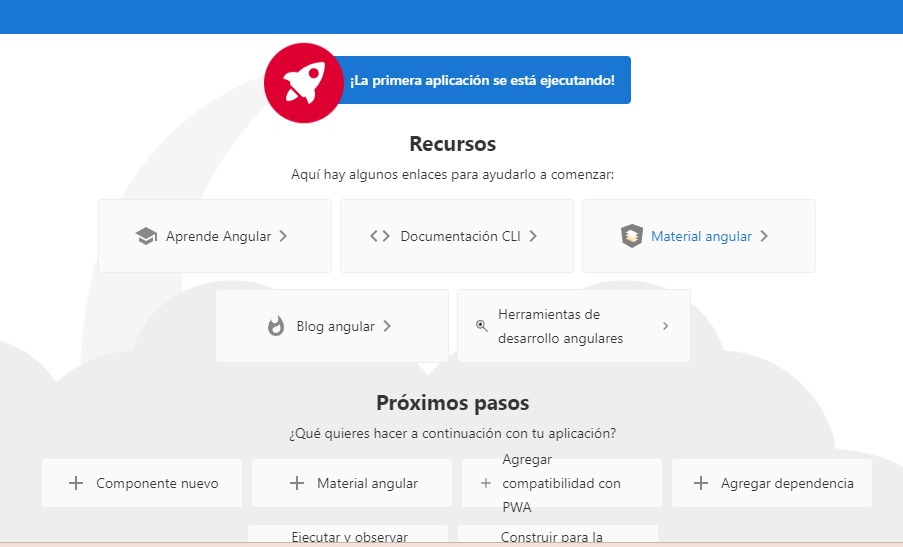 ¡La primera aplicación se está ejecutando!
Recursos
Aquí hay algunos enlaces para ayudarlo a comenzar:
Aprende Angular
Documentación CLI
Material angular
Blog angular
Herramientas de
desarrollo angulares
Próximos pasos
¿Qué quieres hacer a continuación con tu aplicación?
Componente nuevo
Material angular
Agregar
compatibilidad con
PWA
Agregar dependencia
Ejecutar y observar
Construir para la